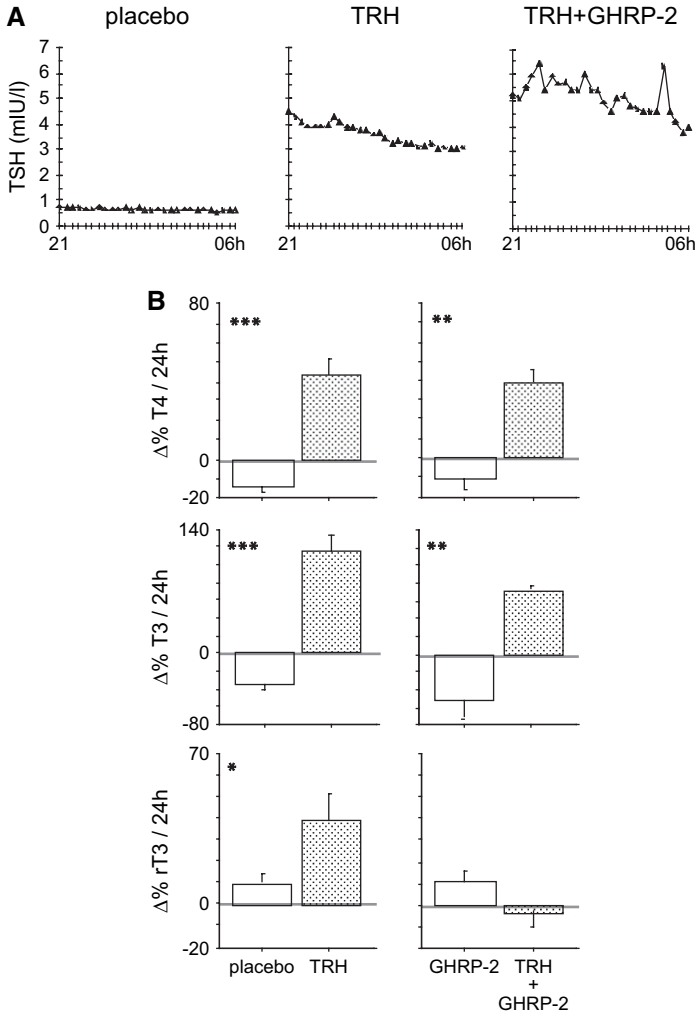 A
placebo
TRH
TRH+GHRP-2
TSH (mIU/l)
7
6
5
4
3
2
1
0
21
06h
21
06h
21
06h
B
Δ% T4 / 24h
80
0
-20
***
**
Δ% T3 / 24h
140
0
-80
***
**
Δ% rT3 / 24h
70
0
-20
*
placebo
TRH
GHRP-2
TRH
+
GHRP-2